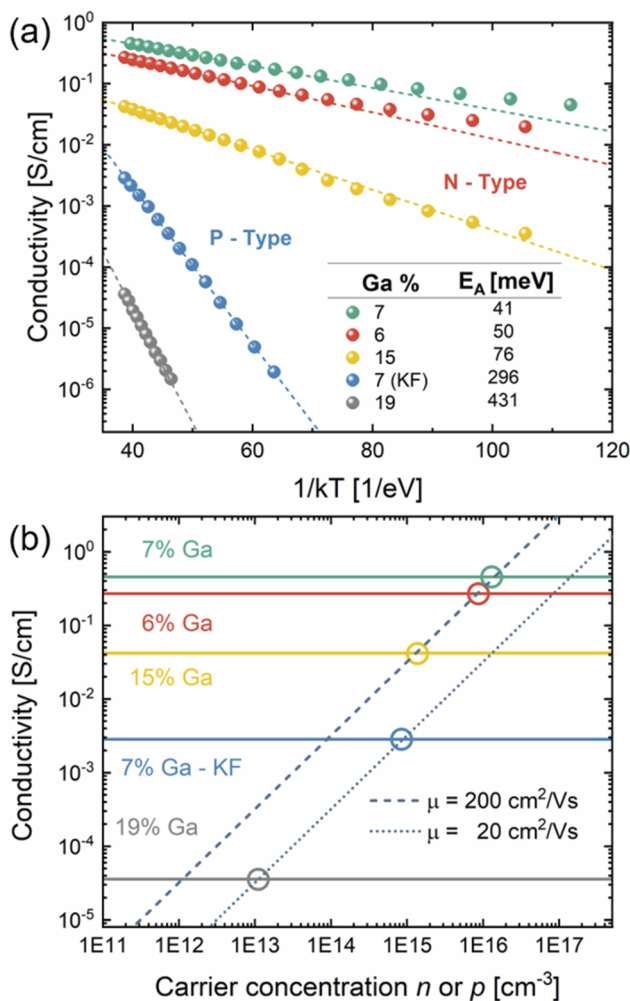 (a)
10⁰
10⁻¹
10⁻²
10⁻³
10⁻⁴
10⁻⁵
10⁻⁶
Conductivity [S/cm]
N - Type
P - Type
Ga % E_A [meV]
7 41
6 50
15 76
7 (KF) 296
19 431
40 60 80 100 120
1/kT [1/eV]
(b)
10⁰
10⁻¹
10⁻²
10⁻³
10⁻⁴
10⁻⁵
Conductivity [S/cm]
7% Ga
6% Ga
15% Ga
7% Ga - KF
19% Ga
μ = 200 cm²/Vs
μ = 20 cm²/Vs
1E11 1E12 1E13 1E14 1E15 1E16 1E17
Carrier concentration n or p [cm⁻³]